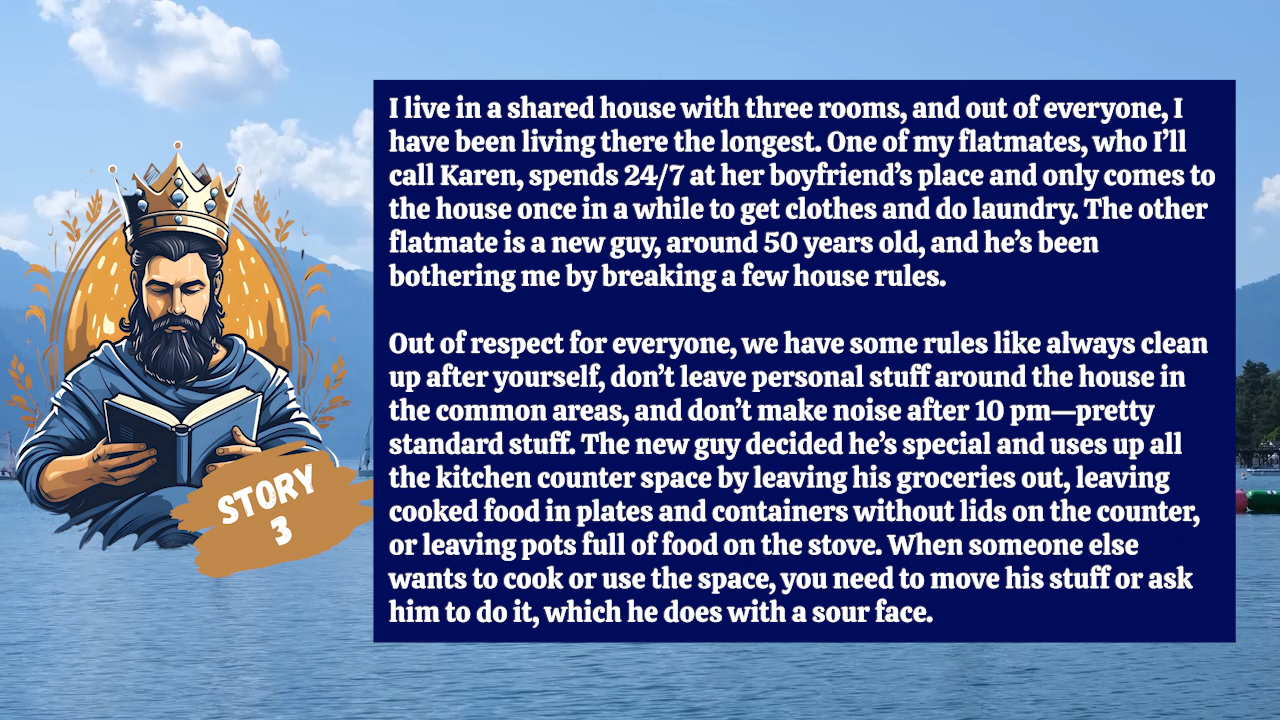 I live in a shared house with three rooms, and out of everyone, I
have been living there the longest. One of my flatmates, who I’ll
call Karen, spends 24/7 at her boyfriend’s place and only comes to
the house once in a while to get clothes and do laundry. The other
flatmate is a new guy, around 50 years old, and he’s been
bothering me by breaking a few house rules.
Out of respect for everyone, we have some rules like always clean
up after yourself, don’t leave personal stuff around the house in
the common areas, and don’t make noise after 10 pm—pretty
standard stuff. The new guy decided he’s special and uses up all
the kitchen counter space by leaving his groceries out, leaving
cooked food in plates and containers without lids on the counter,
or leaving pots full of food on the stove. When someone else
wants to cook or use the space, you need to move his stuff or ask
him to do it, which he does with a sour face.
STORY
3